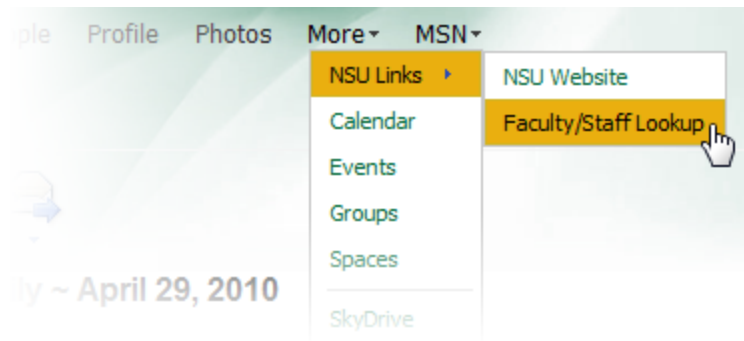 Profile Photos More MSN
NSU Links NSU Website
Calendar Faculty/Staff Lookup
Events
Groups
Spaces
~ April 29, 2010
SkyDrive